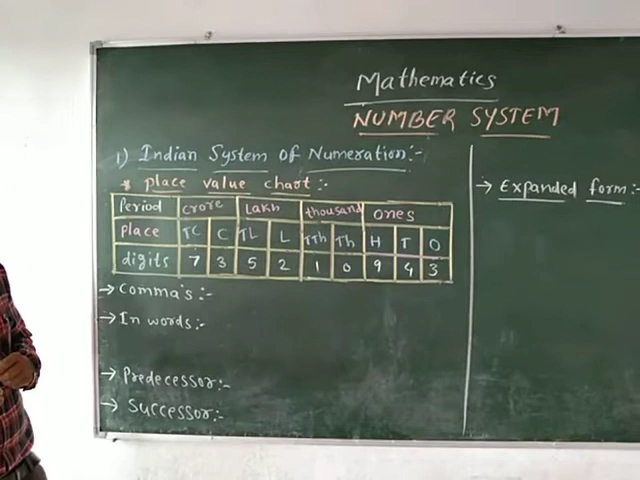 Mathematics
NUMBER SYSTEM
1) Indian System of Numeration:-
* place value chart:-
Period crore Lakh thousand ones
place TC C TL L TTh Th H T O
digits 7 3 5 2 1 0 9 4 3
→ Comma's:-
→ In words:-
→ Predecessor:-
→ Successor:-
→ Expanded form:-